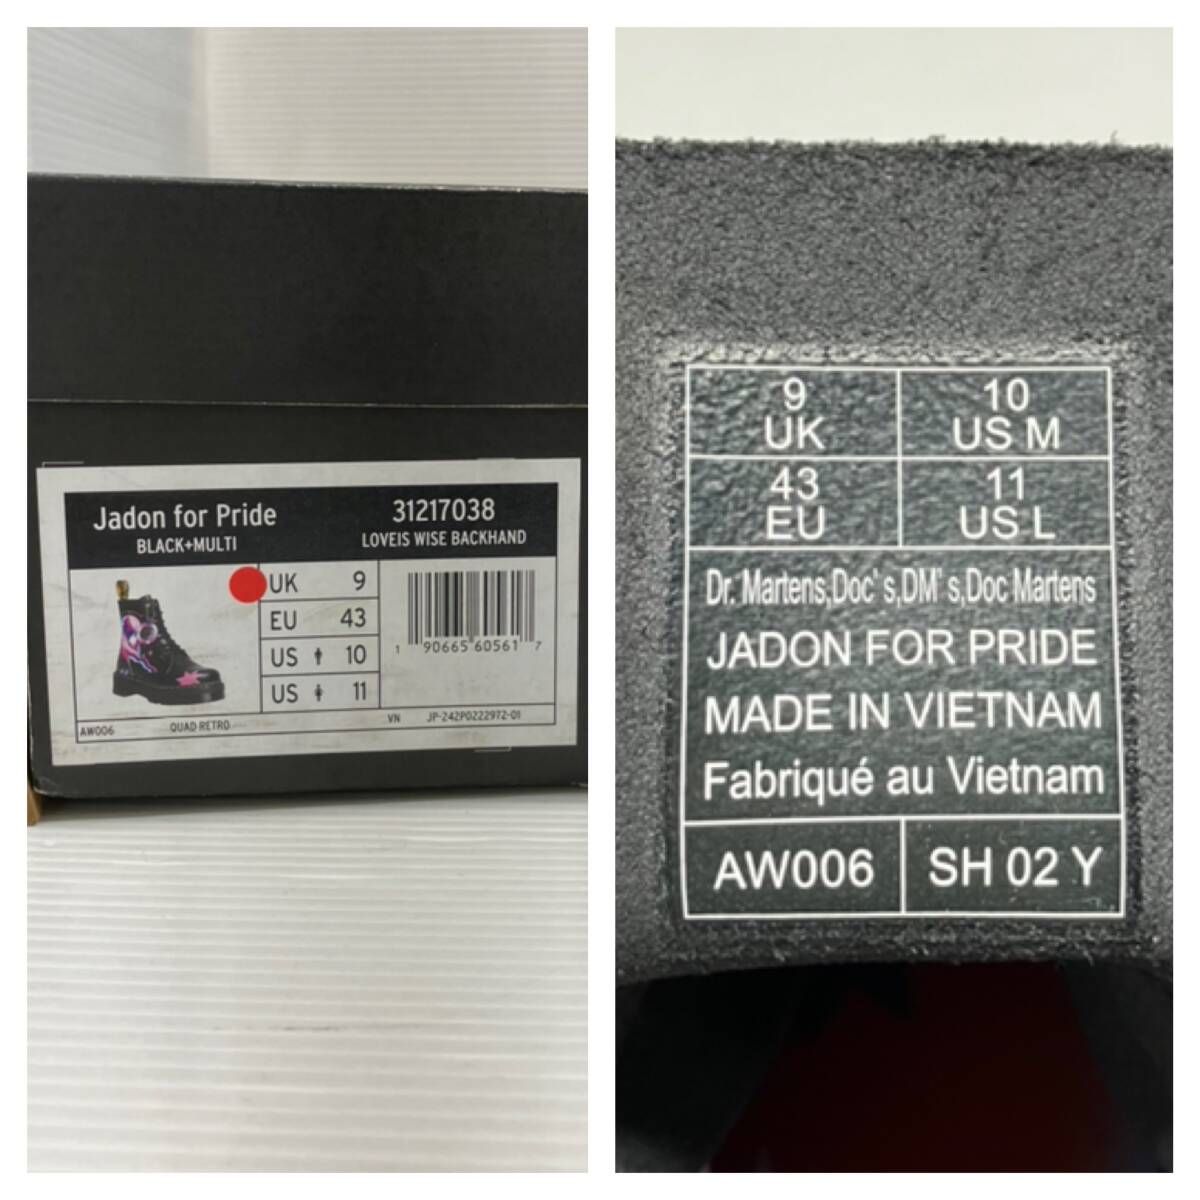 Jadon for Pride
BLACK+MULTI
31217038
LOVEIS WISE BACKHAND
UK 9
EU 43
US 10
US 11
1 90665 60561 7
AW006
QUAD RETRO
VN
JP-242P0222972-01
9 UK
10 US M
43 EU
11 US L
Dr. Martens,Doc's,DM's,Doc Martens
JADON FOR PRIDE
MADE IN VIETNAM
Fabriqué au Vietnam
AW006
SH 02 Y